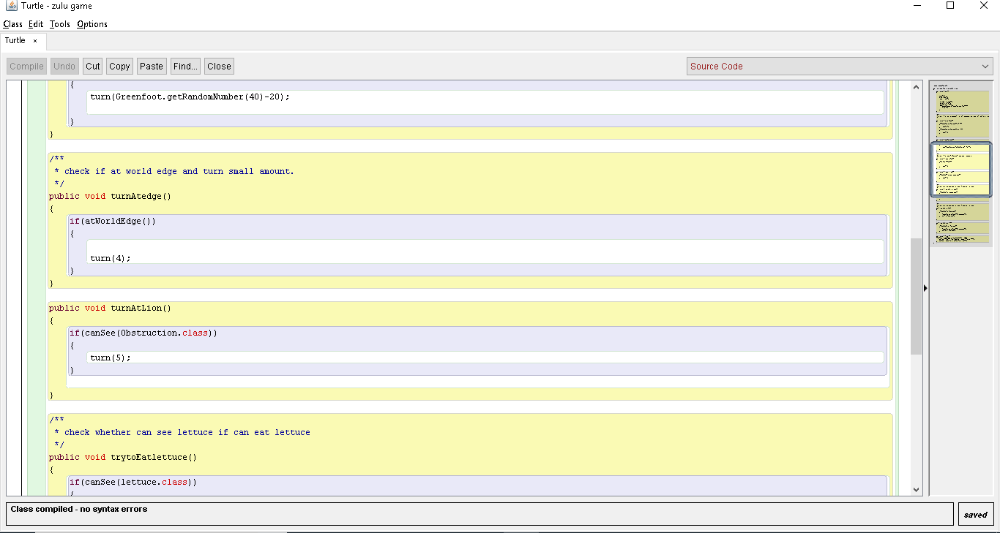 Turtle - zulu game
Class Edit Tools Options
Turtle ×
Compile Undo Cut Copy Paste Find... Close Source Code
{
turn(Greenfoot.getRandomNumber(40)-20);
}
}
/**
* check if at world edge and turn small amount.
*/
public void turnAtedge()
{
if(atWorldEdge())
{
turn(4);
}
}
public void turnAtLion()
{
if(canSee(Obstruction.class))
{
turn(5);
}
}
/**
* check whether can see lettuce if can eat lettuce
*/
public void trytoEatlettuce()
{
if(canSee(lettuce.class))
{
Class compiled - no syntax errors
saved